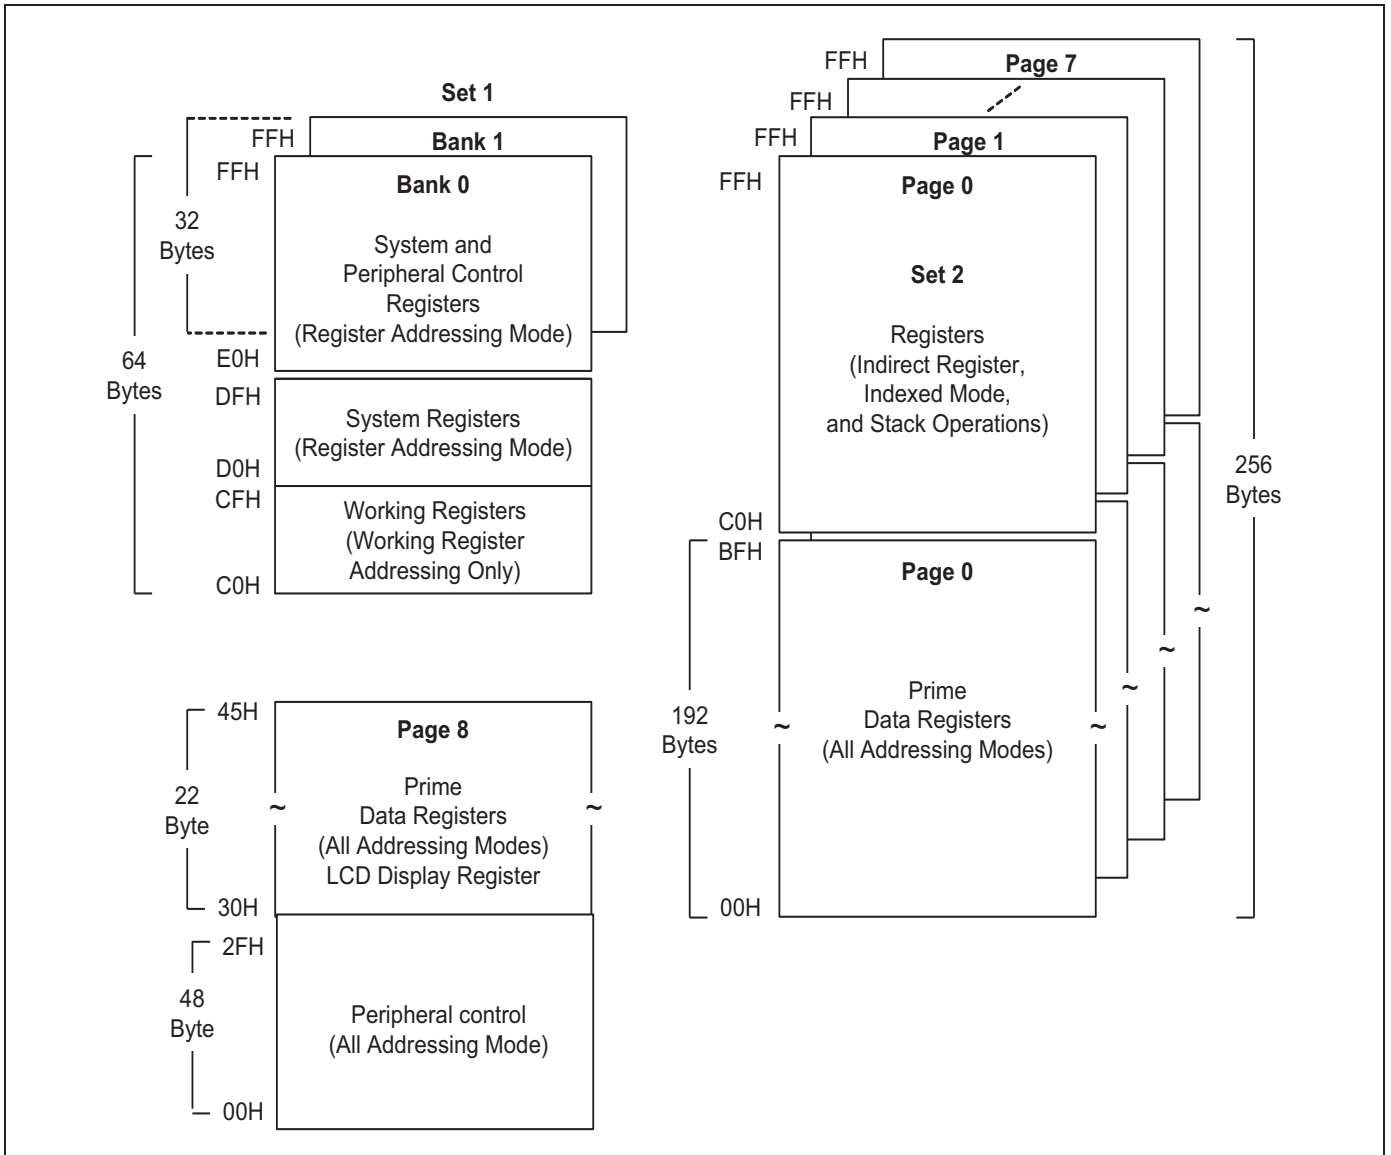 Set 1
FFH
Bank 1
FFH
Bank 0
32
Bytes
System and
Peripheral Control
Registers
(Register Addressing Mode)
E0H
64
Bytes
DFH
System Registers
(Register Addressing Mode)
D0H
CFH
Working Registers
(Working Register
Addressing Only)
C0H
45H
Page 8
22
Byte
~
~
Prime
Data Registers
(All Addressing Modes)
LCD Display Register
30H
2FH
48
Byte
Peripheral control
(All Addressing Mode)
00H
FFH
Page 7
FFH
FFH
Page 1
FFH
Page 0
Set 2
Registers
(Indirect Register,
Indexed Mode,
and Stack Operations)
256
Bytes
C0H
BFH
Page 0
~
~
~
192
Bytes
~
~
Prime
Data Registers
(All Addressing Modes)
00H